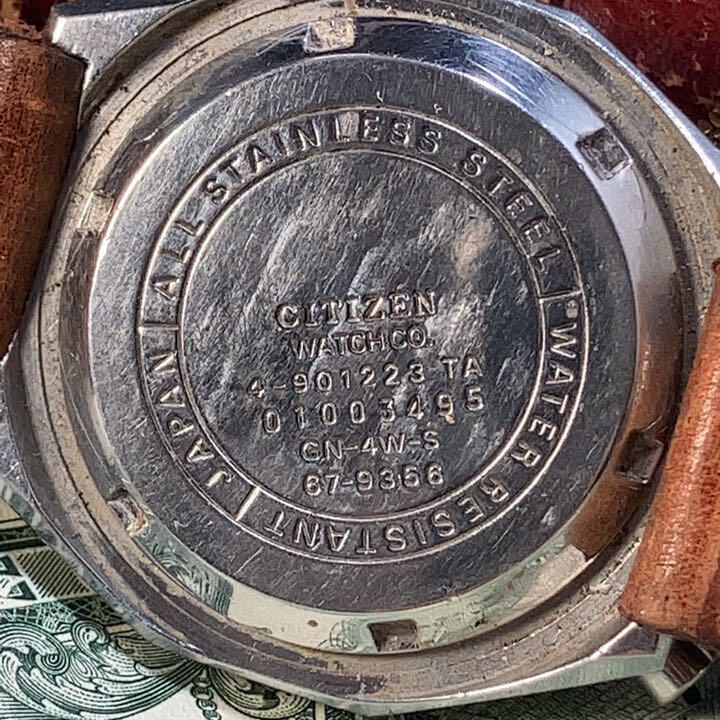 ALL STAINLESS STEEL
WATER RESISTANT
JAPAN
CITIZEN
WATCH CO.
4-901223 TA
01003495
GN-4W-S
67-9356